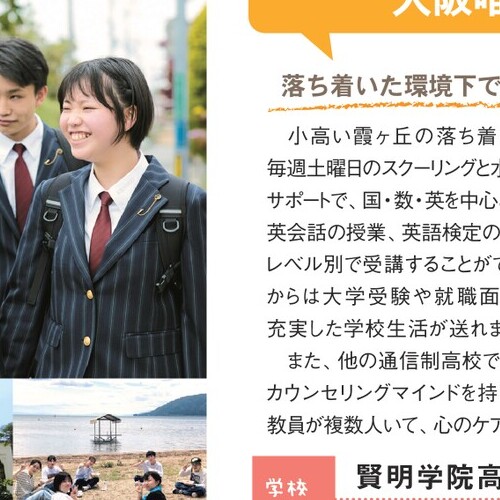 大阪
落ち着いた環境下で
小高い霞ヶ丘の落ち着
毎週土曜日のスクーリングと
サポートで、国・数・英を中心
英会話の授業、英語検定の
レベル別で受講することが
からは大学受験や就職面
充実した学校生活が送れま
また、他の通信制高校で
カウンセリングマインドを持
教員が複数人いて、心のケア
学校
賢明学院高